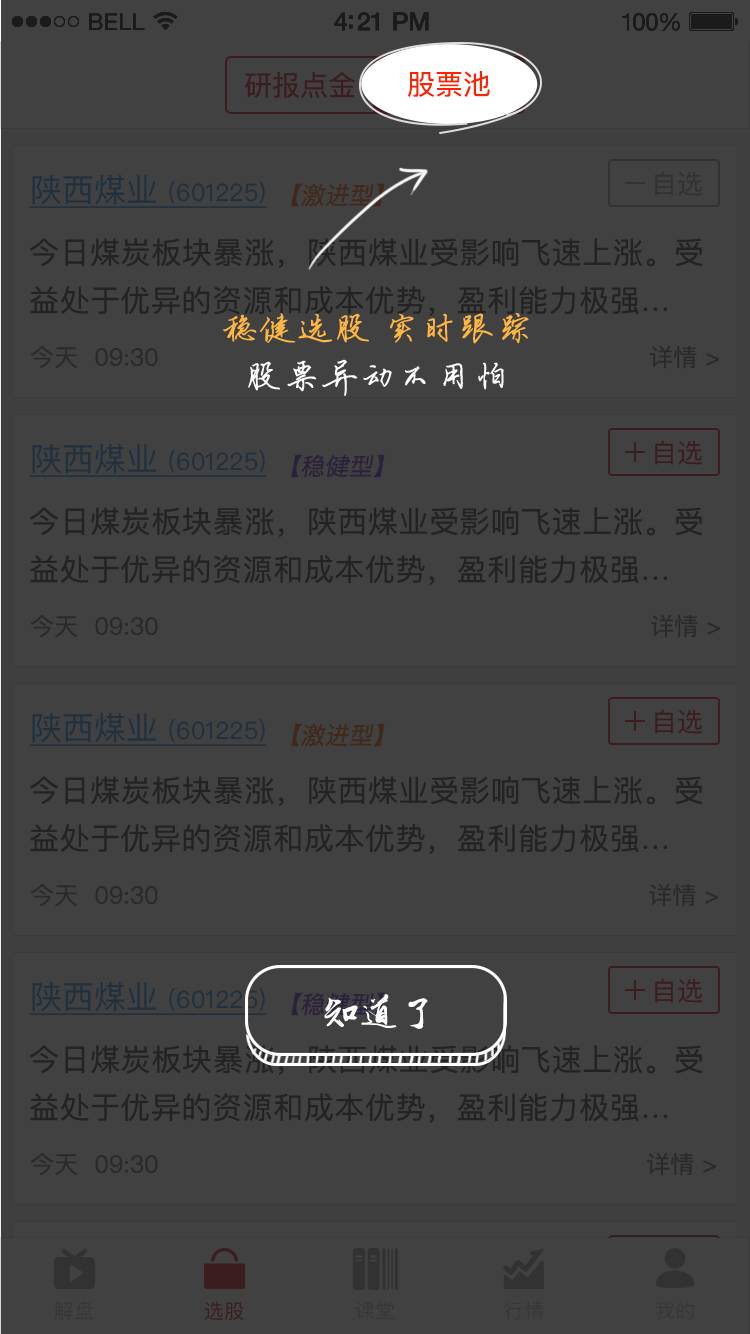 BELL 4:21 PM 100%
研报点金 股票池
陕西煤业 (601225) 【激进型】 一自选
今日煤炭板块暴涨，陕西煤业受影响飞速上涨。受
益处于优异的资源和成本优势，盈利能力极强...
稳健选股 实时跟踪
今天 09:30 详情 >
股票异动不用怕
陕西煤业 (601225) 【稳健型】 十自选
今日煤炭板块暴涨，陕西煤业受影响飞速上涨。受
益处于优异的资源和成本优势，盈利能力极强...
今天 09:30 详情 >
陕西煤业 (601225) 【激进型】 十自选
今日煤炭板块暴涨，陕西煤业受影响飞速上涨。受
益处于优异的资源和成本优势，盈利能力极强...
今天 09:30 详情 >
陕西煤业 (601225) 【稳健型】 十自选
知道了
今日煤炭板块暴涨，陕西煤业受影响飞速上涨。受
益处于优异的资源和成本优势，盈利能力极强...
今天 09:30 详情 >
解盘 选股 课堂 行情 我的